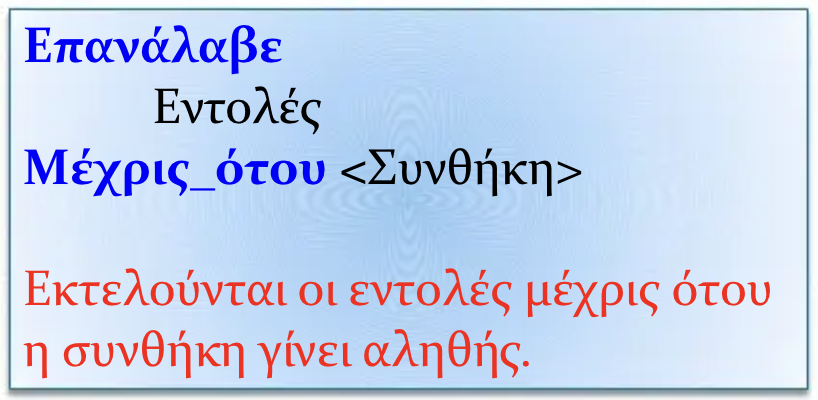 Επανάλαβε
Εντολές
Μέχρις_ότου <Συνθήκη>
Εκτελούνται οι εντολές μέχρις ότου
η συνθήκη γίνει αληθής.